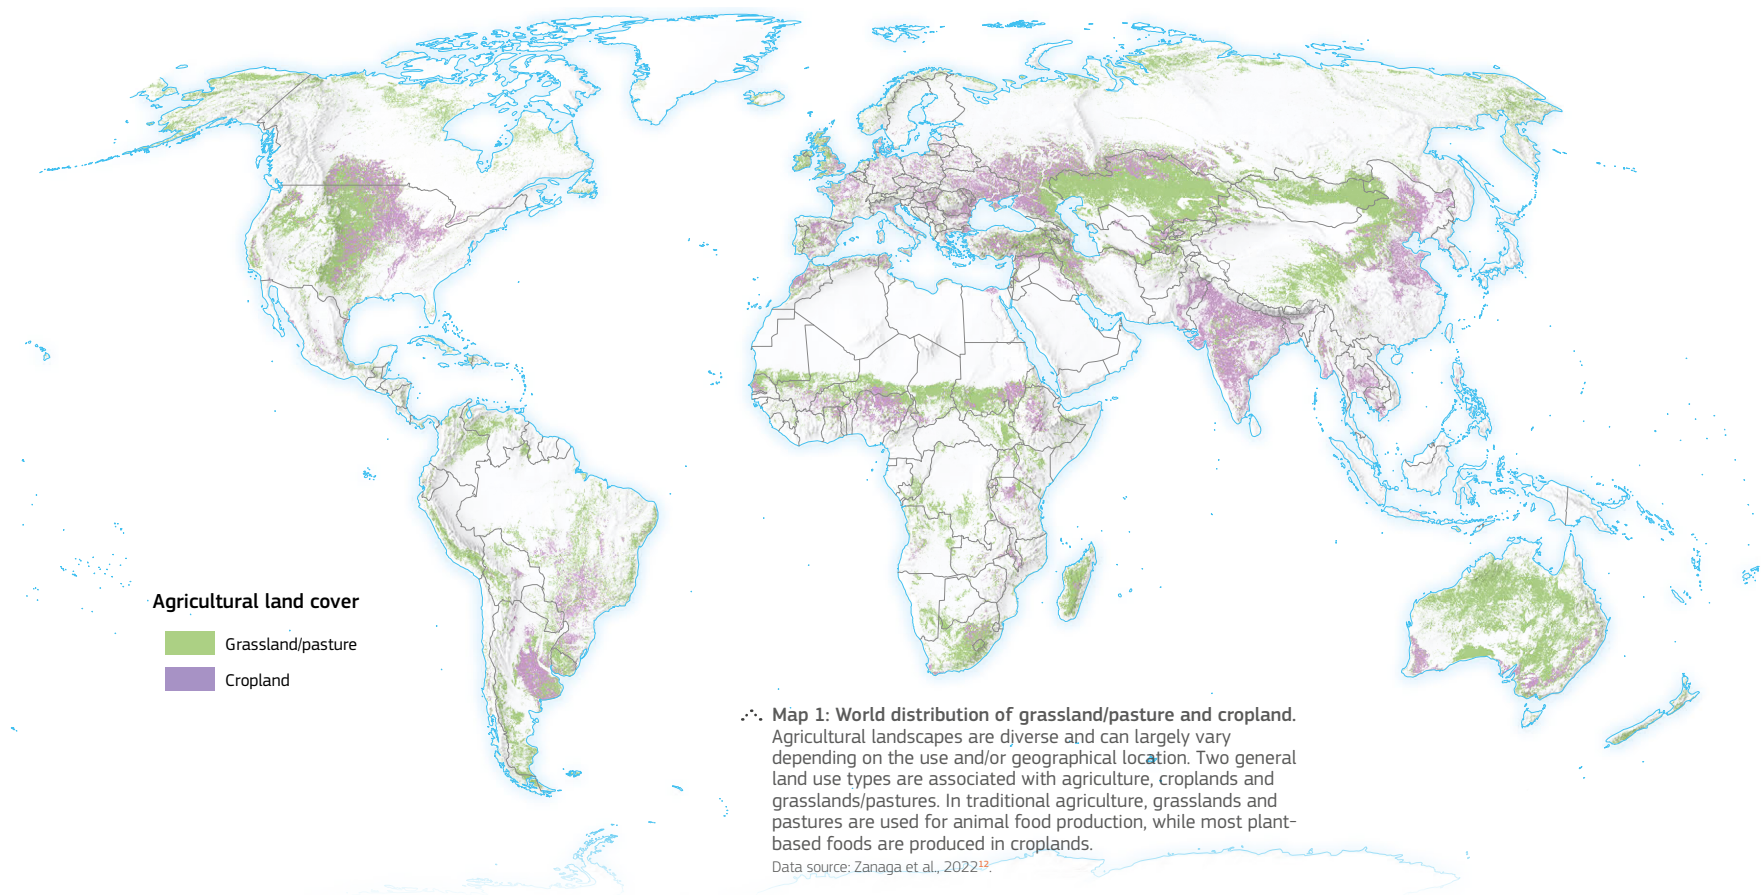 Agricultural land cover
Grassland/pasture
Cropland
Map 1: World distribution of grassland/pasture and cropland.
Agricultural landscapes are diverse and can largely vary
depending on the use and/or geographical location. Two general
land use types are associated with agriculture, croplands and
grasslands/pastures. In traditional agriculture, grasslands and
pastures are used for animal food production, while most plant-
based foods are produced in croplands.
Data source: Zanaga et al., 2022¹².